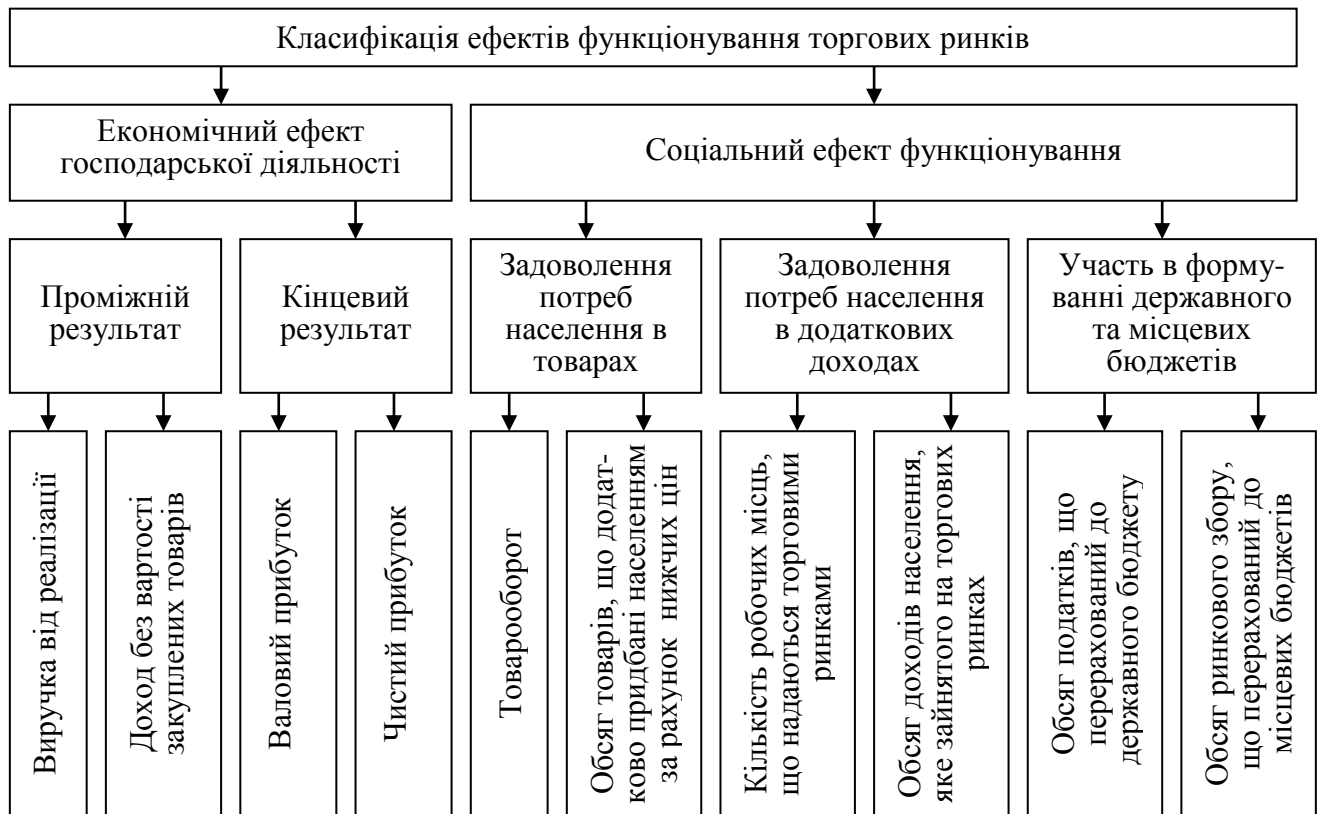 Класифікація ефектів функціонування торгових ринків
Економічний ефект
господарської діяльності
Соціальний ефект функціонування
Проміжній
результат
Кінцевий
результат
Задоволення
потреб
населення в
товарах
Задоволення
потреб населення
в додаткових
доходах
Участь в форму-
ванні державного
та місцевих
бюджетів
Виручка від реалізації
Доход без вартості
закуплених товарів
Валовий прибуток
Чистий прибуток
Товарооборот
Обсяг товарів, що додат-
ково придбані населенням
за рахунок нижчих цін
Кількість робочих місць,
що надаються торговими
ринками
Обсяг доходів населення,
яке зайнятого на торгових
ринках
Обсяг податків, що
перерахований до
державного бюджету
Обсяг ринкового збору,
що перерахований до
місцевих бюджетів